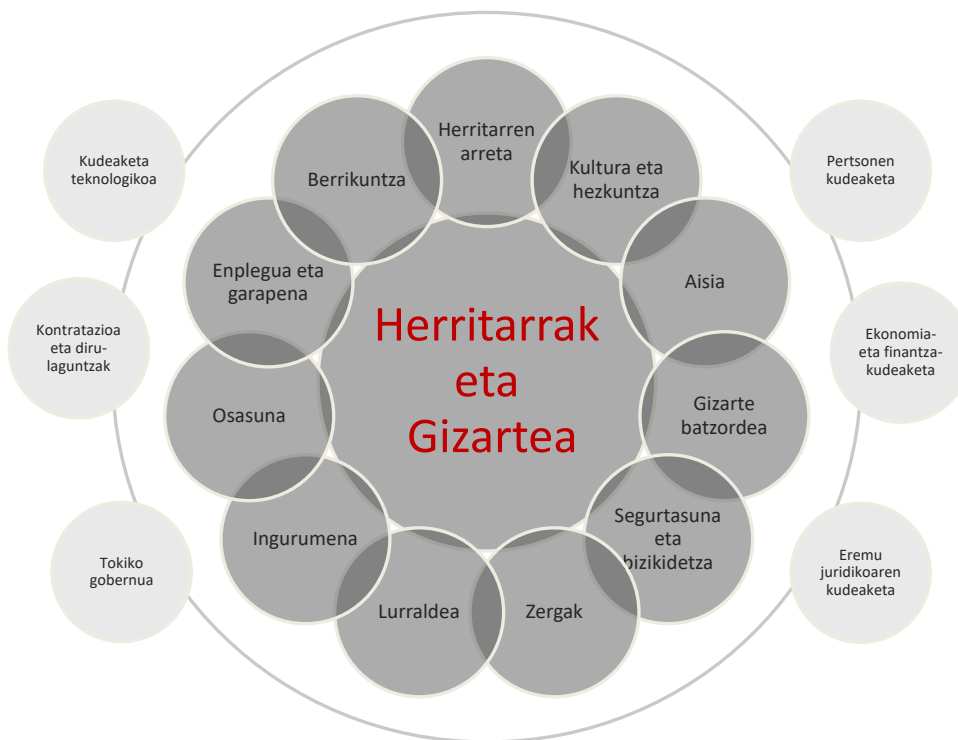 Herritarren
arreta
Kultura eta
hezkuntza
Berrikuntza
Kudeaketa
teknologikoa
Pertsonen
kudeaketa
Enplegua eta
garapena
Aisia
Herritarrak
eta
Gizartea
Kontratazioa
eta diru-
laguntzak
Ekonomia-
eta finantza-
kudeaketa
Osasuna
Gizarte
batzordea
Ingurumena
Segurtasuna
eta
bizikidetza
Tokiko
gobernua
Eremu
juridikoaren
kudeaketa
Lurraldea
Zergak